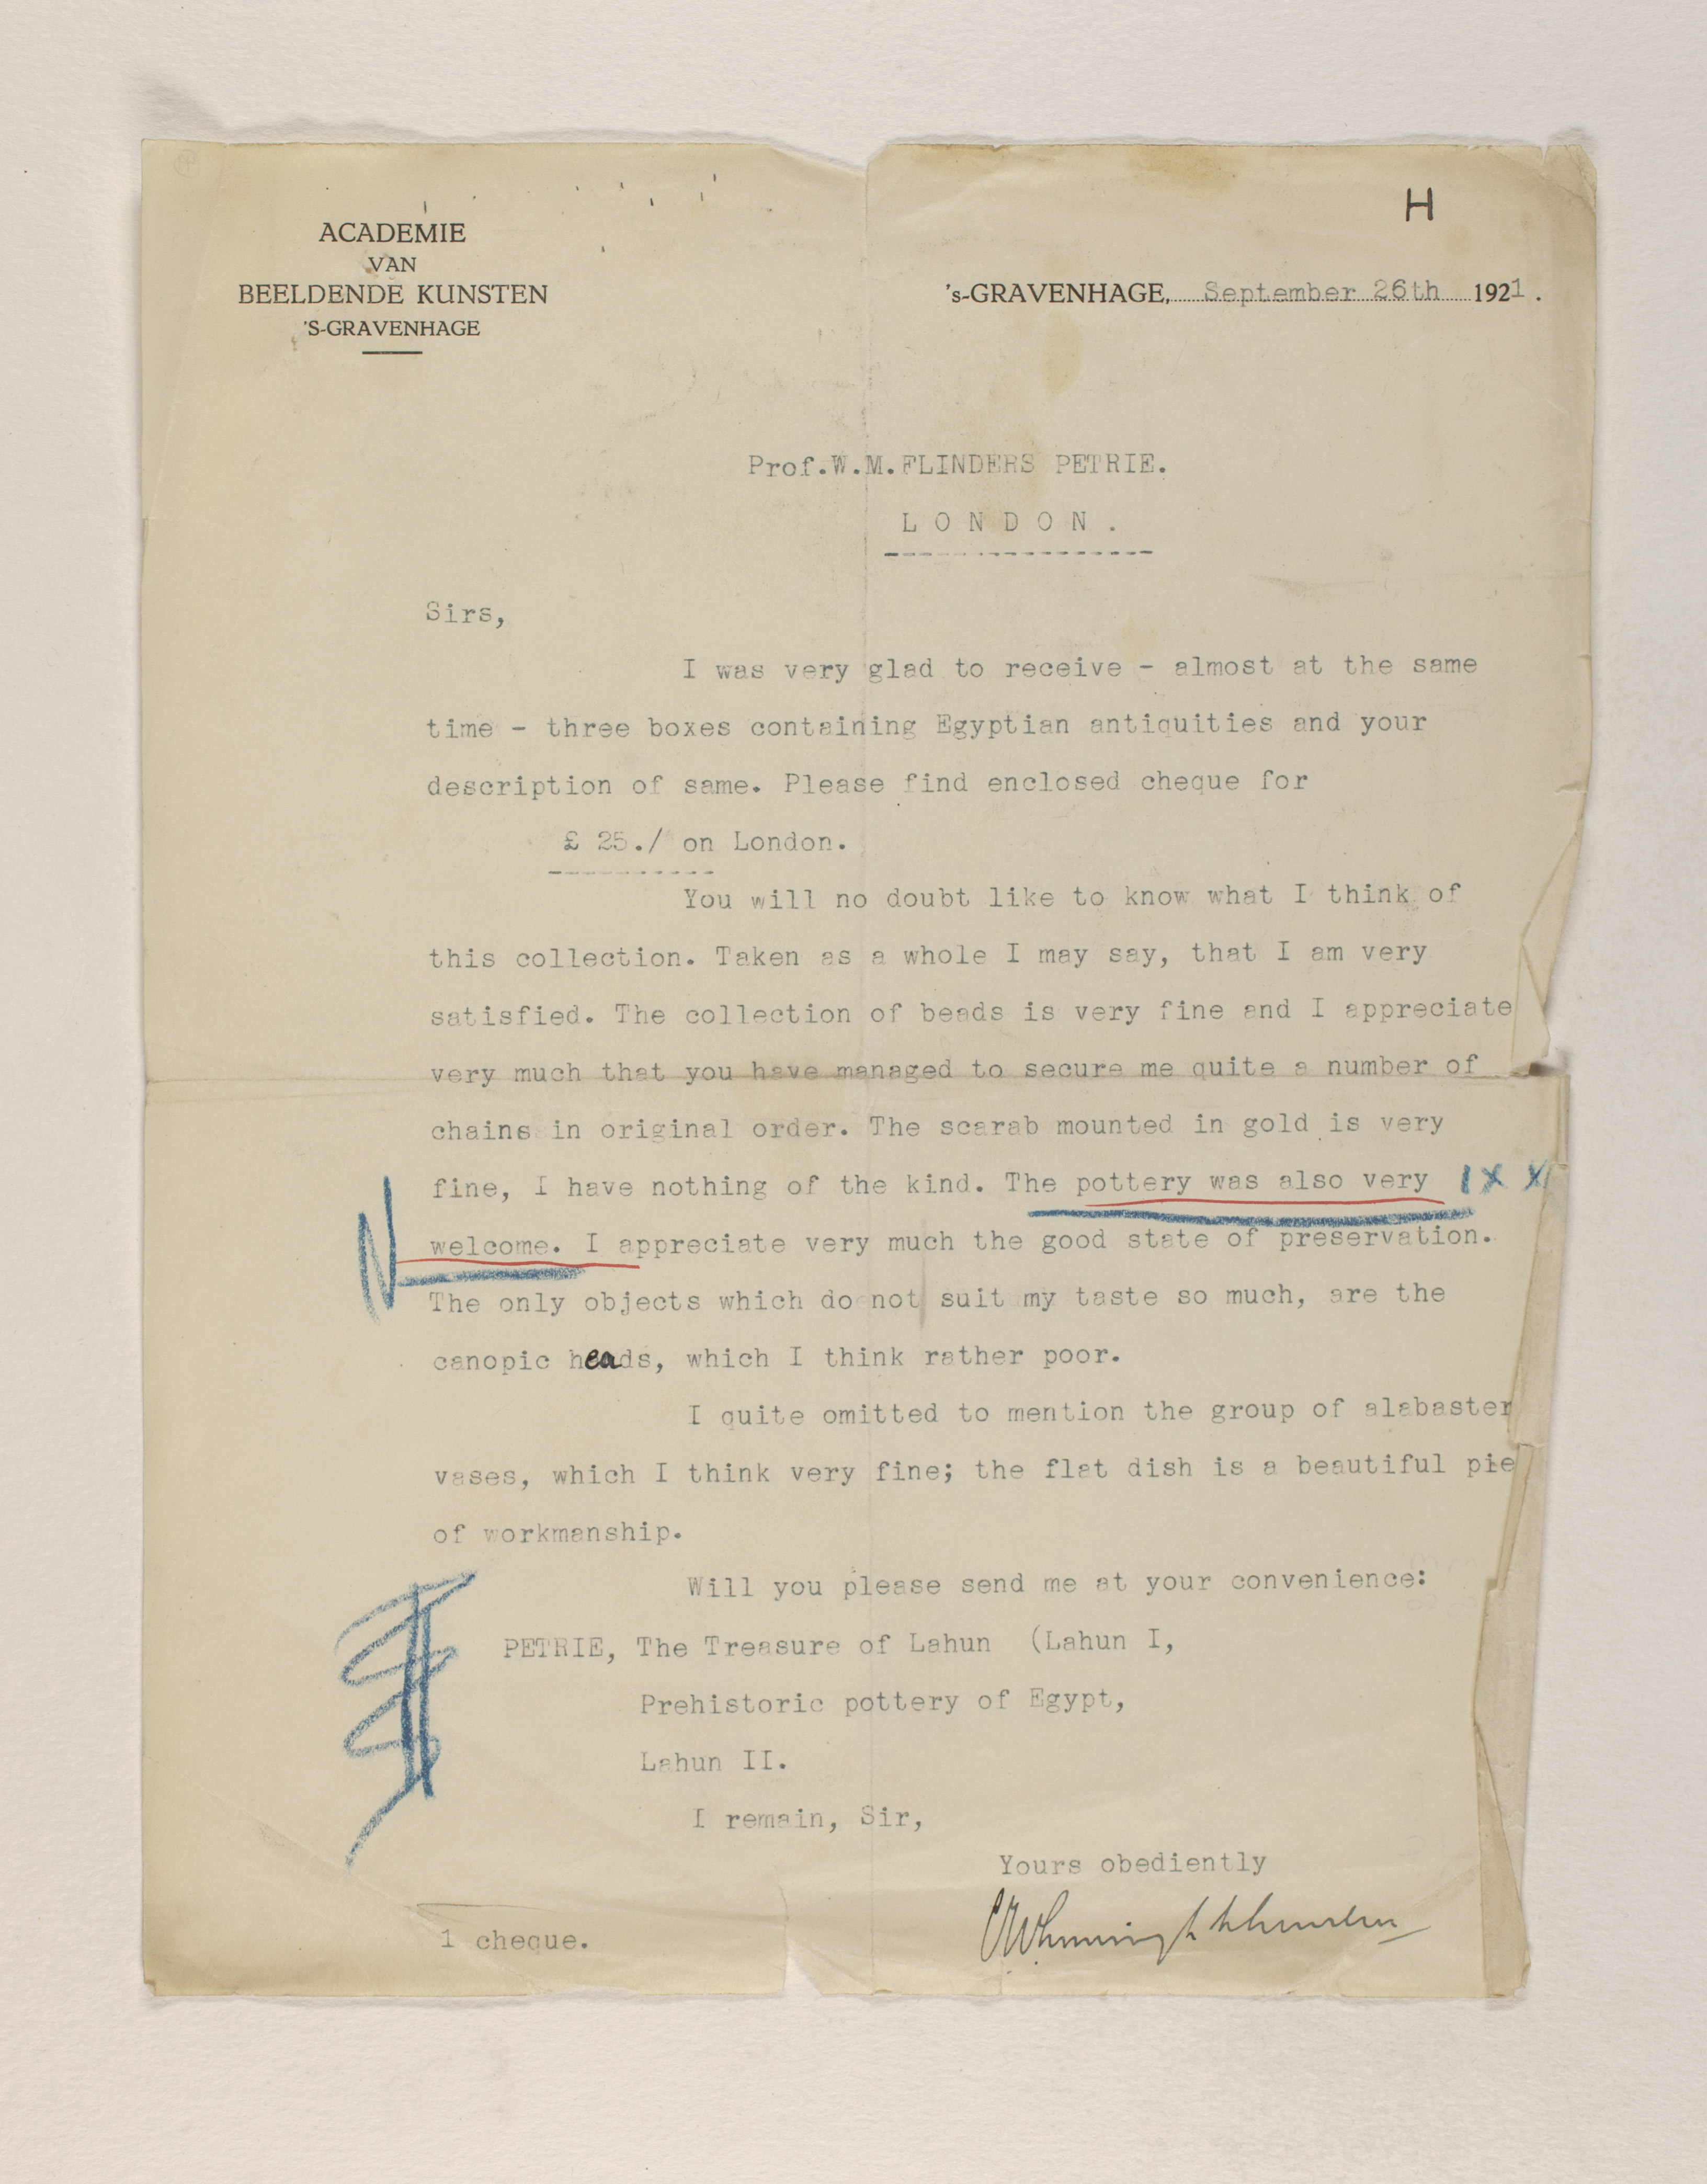 H
ACADEMIE
VAN
BEELDENDE KUNSTEN
'S-GRAVENHAGE
's-GRAVENHAGE, September 26th 1921.
Prof.W.M.FLINDERS PETRIE.
L O N D O N .
Sirs,
I was very glad to receive - almost at the same
time - three boxes containing Egyptian antiquities and your
description of same. Please find enclosed cheque for
£ 25./ on London.
You will no doubt like to know what I think of
this collection. Taken as a whole I may say, that I am very
satisfied. The collection of beads is very fine and I appreciate
very much that you have managed to secure me quite a number of
chains in original order. The scarab mounted in gold is very
fine, I have nothing of the kind. The pottery was also very
welcome. I appreciate very much the good state of preservation.
The only objects which do not suit my taste so much, are the
canopic heads, which I think rather poor.
I quite omitted to mention the group of alabaster
vases, which I think very fine; the flat dish is a beautiful pie
of workmanship.
Will you please send me at your convenience:
PETRIE, The Treasure of Lahun (Lahun I,
Prehistoric pottery of Egypt,
Lahun II.
I remain, Sir,
Yours obediently
1 cheque.